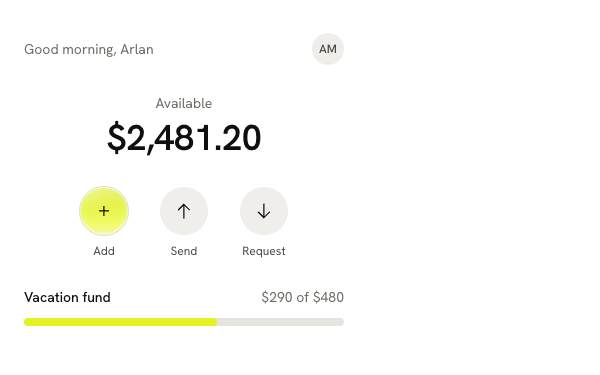 Good morning, Arlan
AM
Available
$2,481.20
Add
Send
Request
Vacation fund
$290 of $480